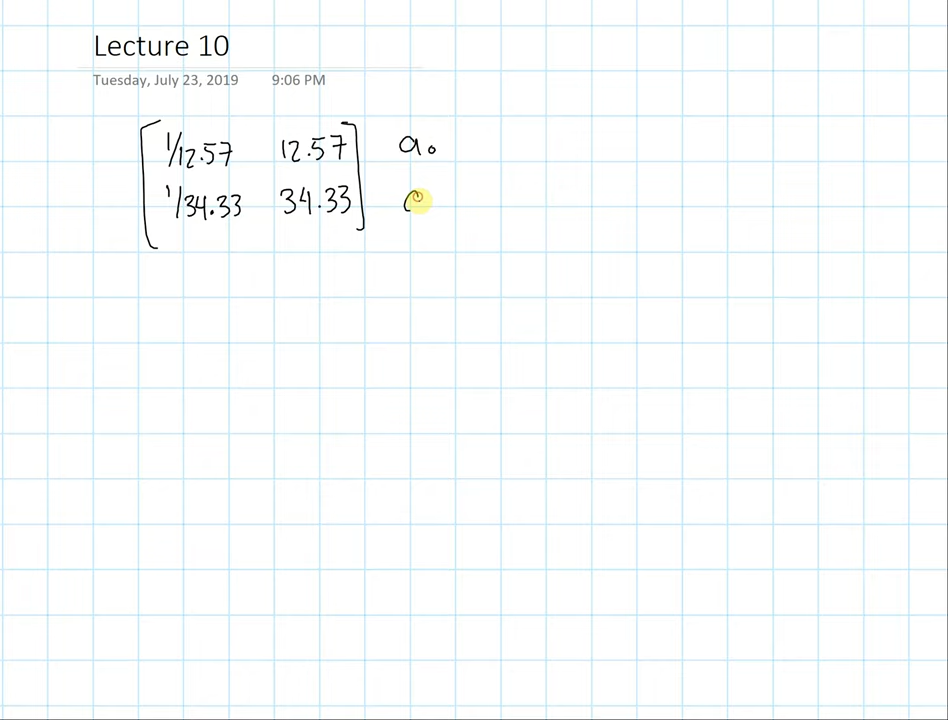 Lecture 10
Tuesday, July 23, 2019 9:06 PM
1/12.57 12.57 a₀
1/34.33 34.33